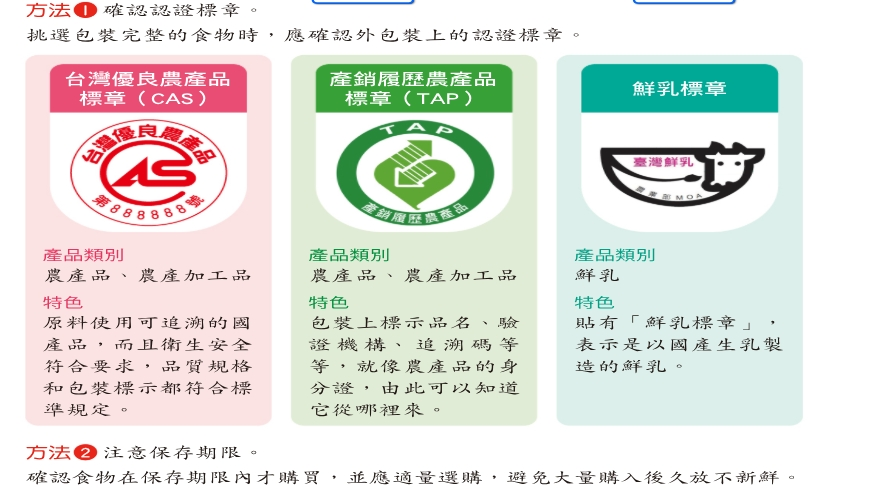 方法1 確認認證標章。
挑選包裝完整的食物時，應確認外包裝上的認證標章。
台灣優良農產品
標章（CAS）
台灣優良農產品
CAS
第888888號
產品類別
農產品、農產加工品
特色
原料使用可追溯的國
產品，而且衛生安全
符合要求，品質規格
和包裝標示都符合標
準規定。
產銷履歷農產品
標章（TAP）
TAP
產銷履歷農產品
產品類別
農產品、農產加工品
特色
包裝上標示品名、驗
證機構、追溯碼等
等，就像農產品的身
分證，由此可以知道
它從哪裡來。
鮮乳標章
臺灣鮮乳
農業部MOA
產品類別
鮮乳
特色
貼有「鮮乳標章」，
表示是以國產生乳製
造的鮮乳。
方法2 注意保存期限。
確認食物在保存期限內才購買，並應適量選購，避免大量購入後久放不新鮮。